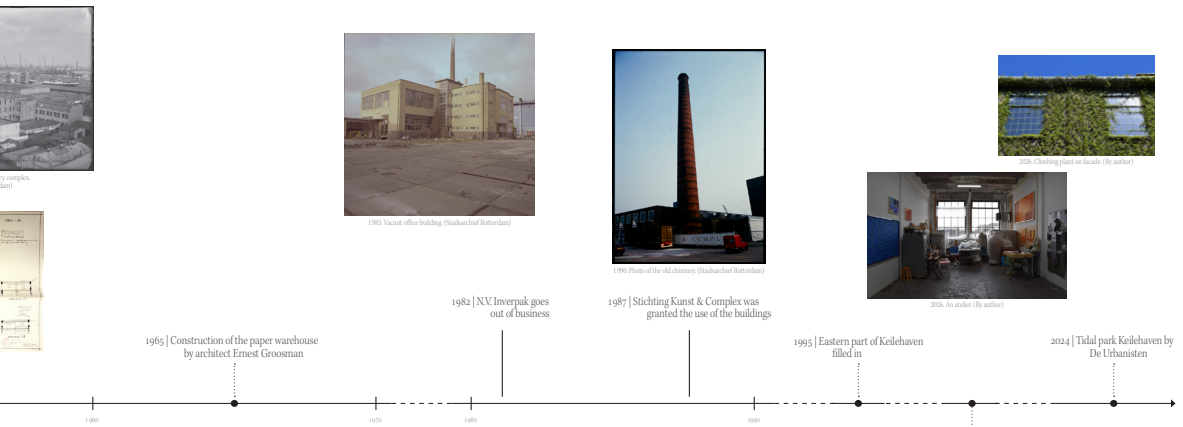 y complex.
dam)
1983. Vacant office building. (Stadsarchief Rotterdam)
1990. Photo of the old chimney. (Stadsarchief Rotterdam)
2026. Climbing plant on facade. (By author)
2026. An atelier. (By author)
1982 | N.V. Inverpak goes
out of business
1987 | Stichting Kunst & Complex was
granted the use of the buildings
1965 | Construction of the paper warehouse
by architect Ernest Groosman
1995 | Eastern part of Keilehaven
filled in
2024 | Tidal park Keilehaven by
De Urbanisten
1960
1970
1980
1990